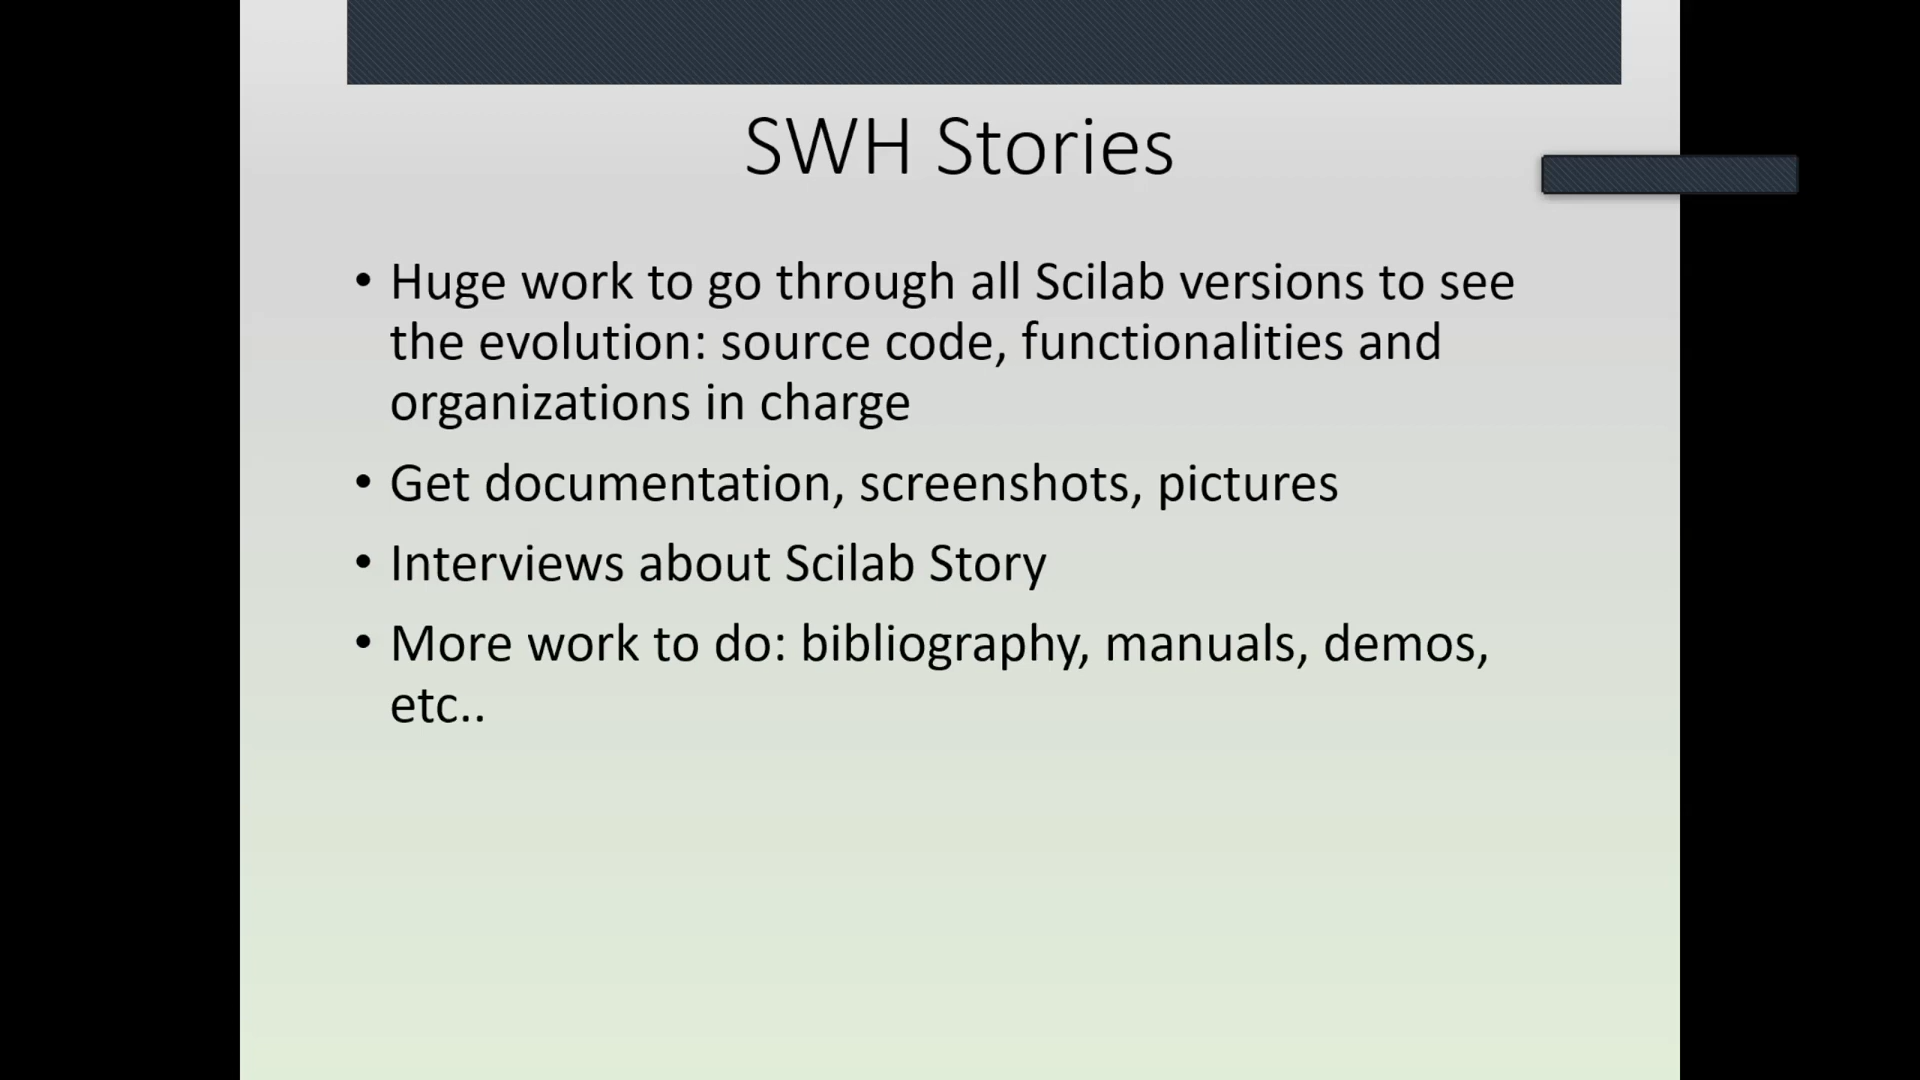 SWH Stories
• Huge work to go through all Scilab versions to see
the evolution: source code, functionalities and
organizations in charge
• Get documentation, screenshots, pictures
• Interviews about Scilab Story
• More work to do: bibliography, manuals, demos,
etc..